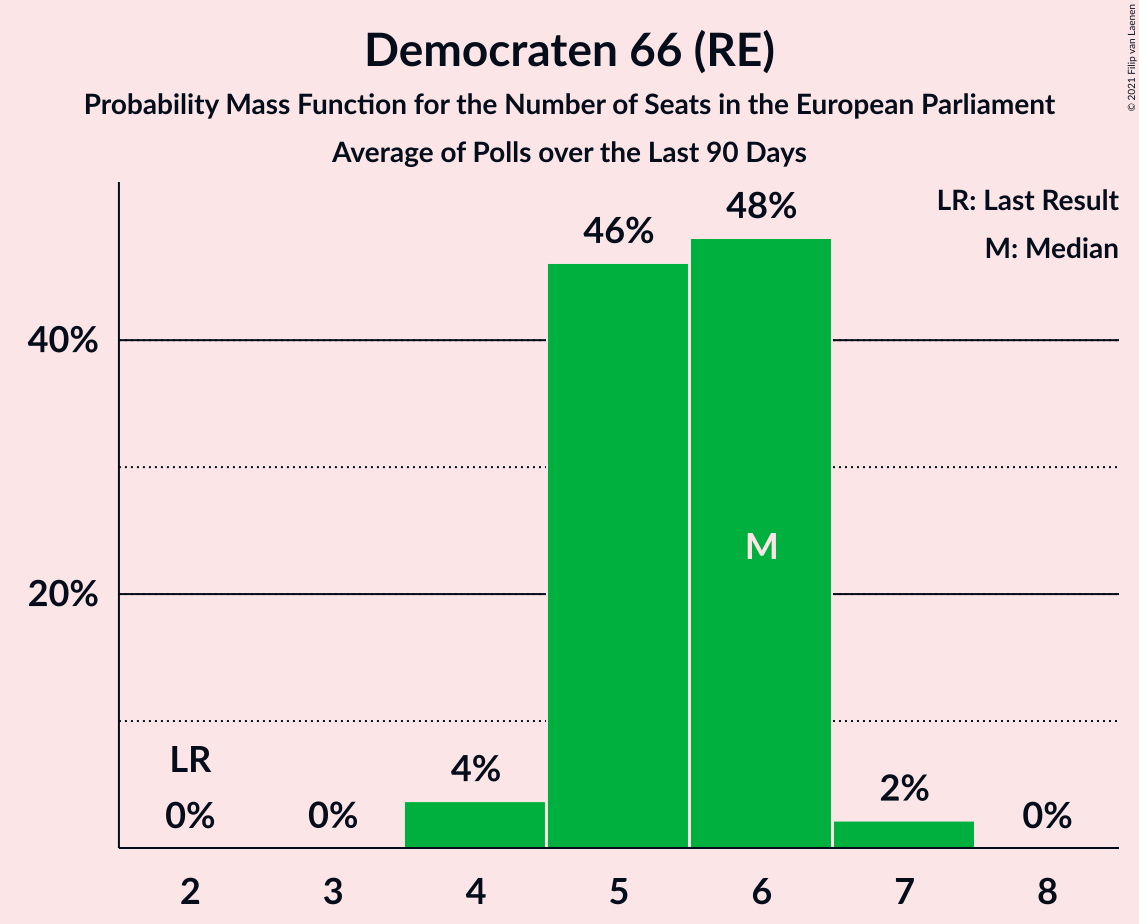 Democraten 66 (RE)
Probability Mass Function for the Number of Seats in the European Parliament
Average of Polls over the Last 90 Days
© 2021 Filip van Laenen
LR: Last Result
M: Median
46%
48%
40%
20%
M
LR
0%
0%
4%
2%
0%
2
3
4
5
6
7
8